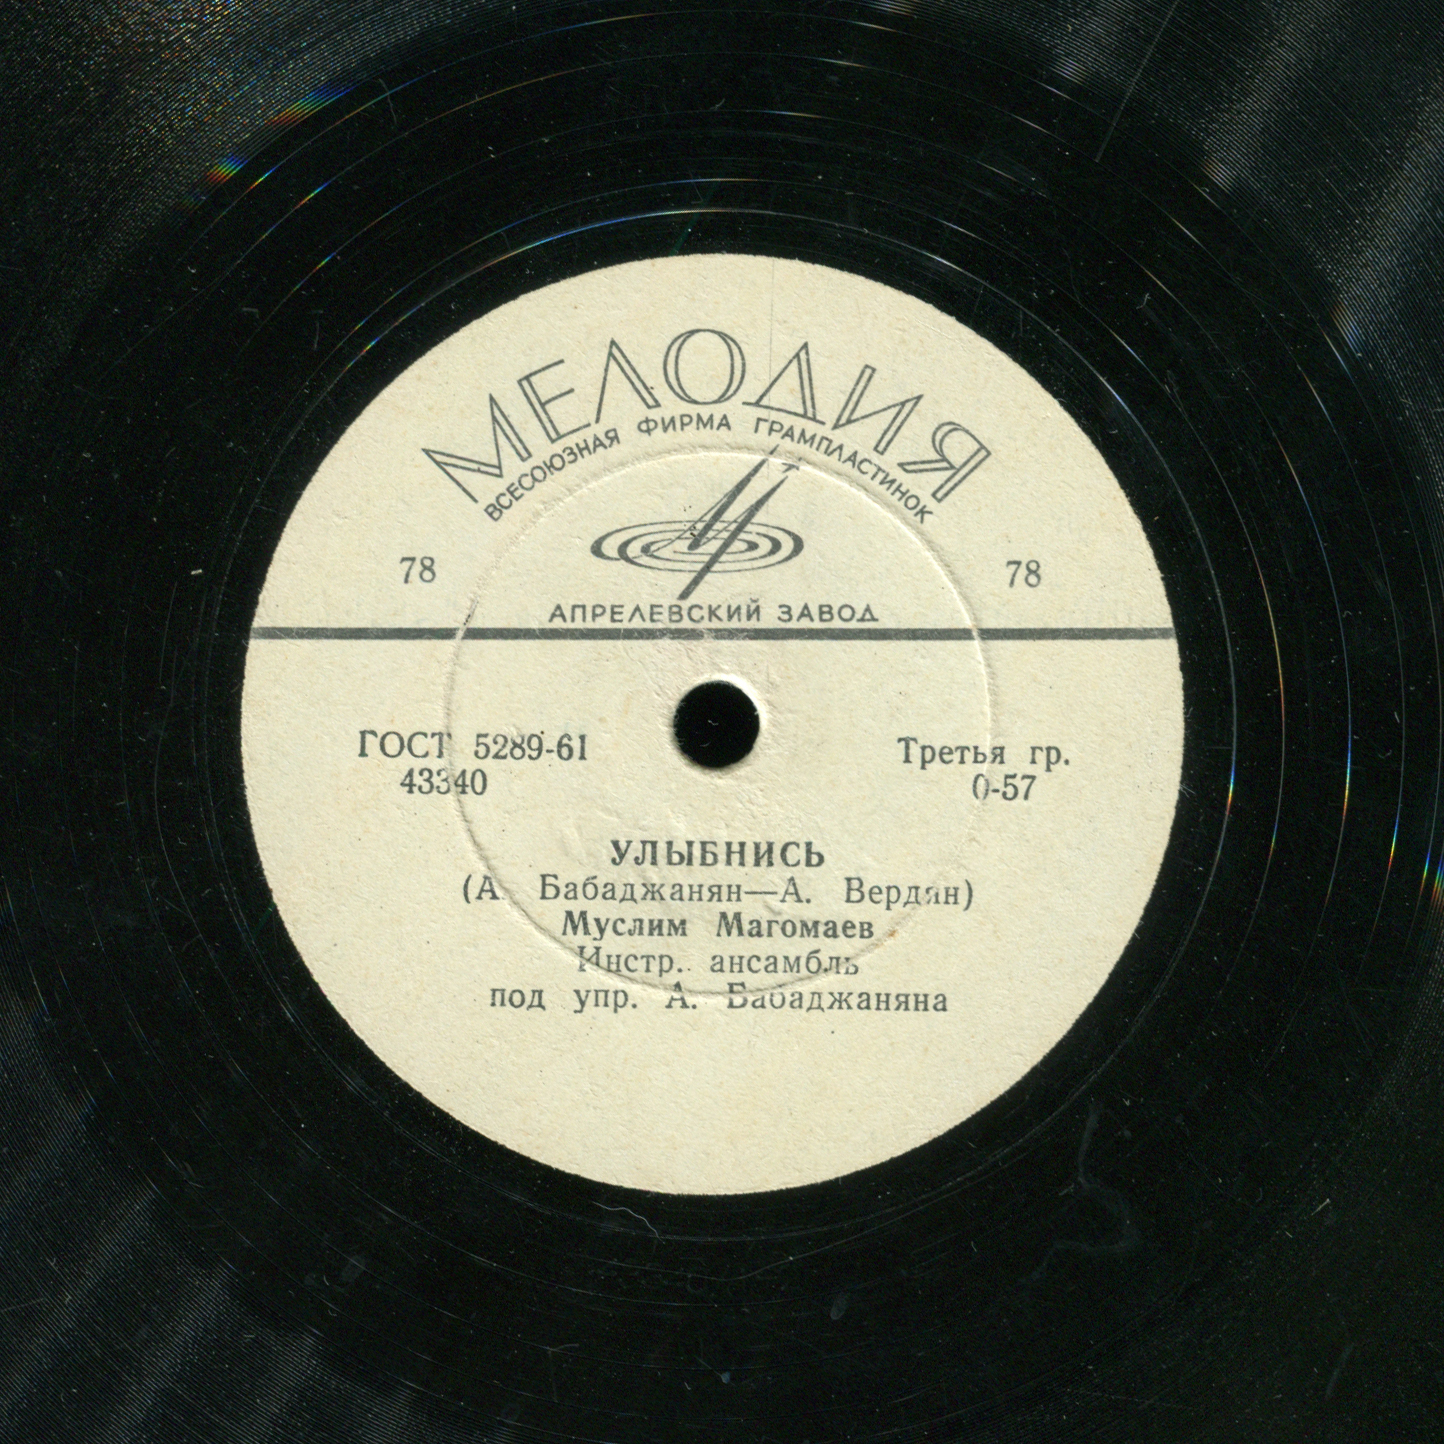 МЕЛОДИЯ
ВСЕСОЮЗНАЯ ФИРМА ГРАМПЛАСТИНОК
78 78
АПРЕЛЕВСКИЙ ЗАВОД
ГОСТ 5289-61 Третья гр.
43340 0-57
УЛЫБНИСЬ
(А. Бабаджанян—А. Вердян)
Муслим Магомаев
Инстр. ансамбль
под упр. А. Бабаджаняна